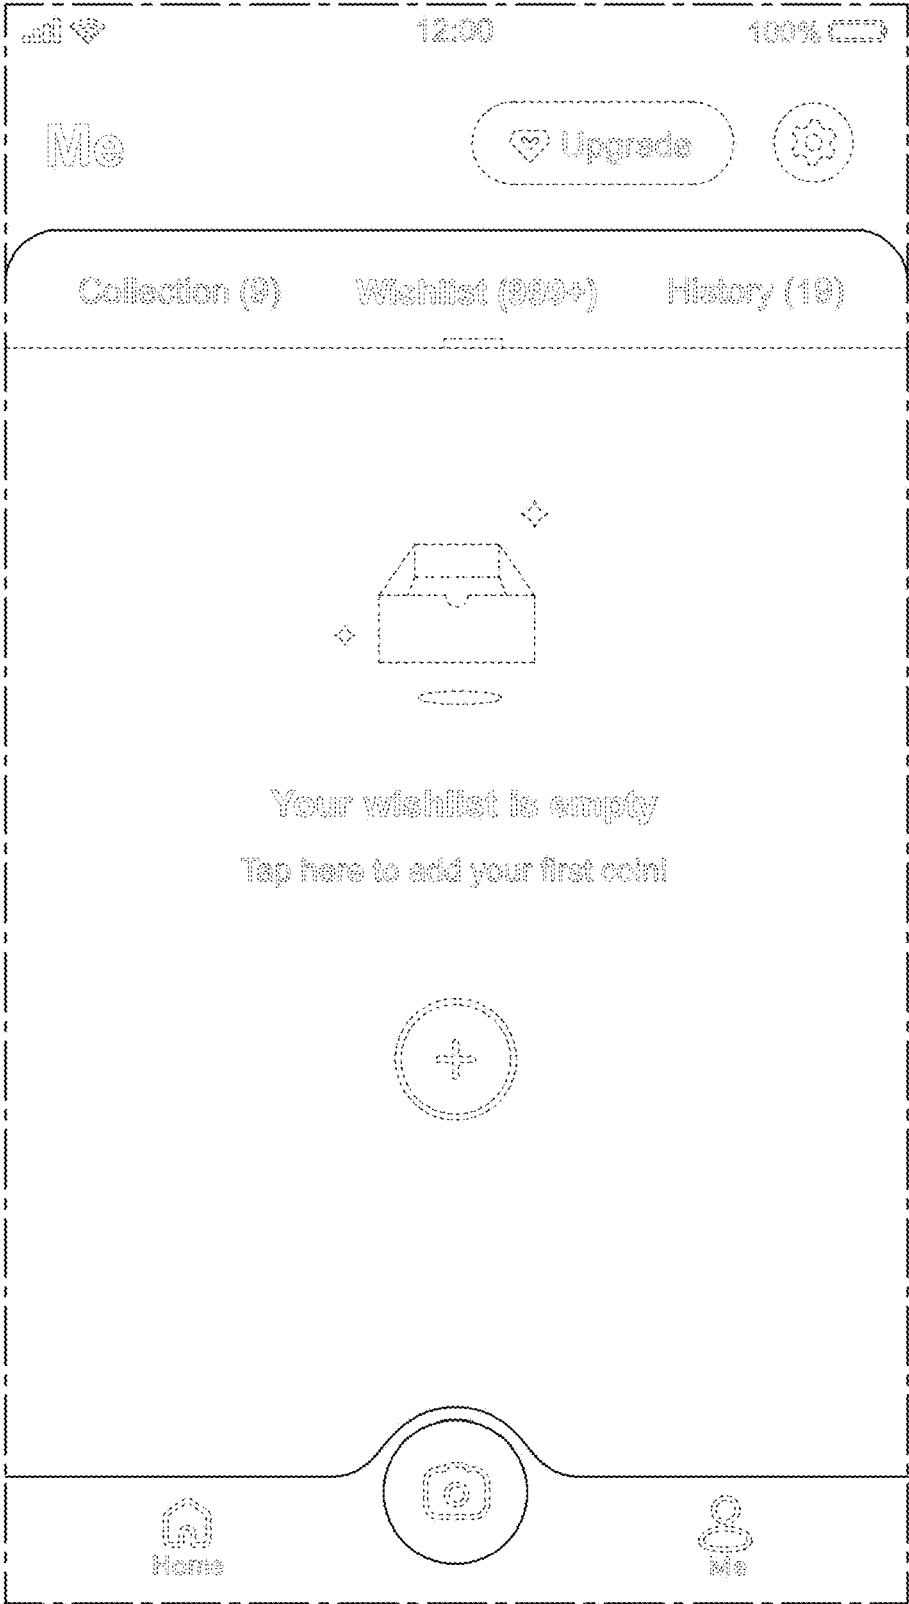 12:00 100%
Me Upgrade
Collection (9) Wishlist (999+) History (19)
Your wishlist is empty
Tap here to add your first coin!
Home Me